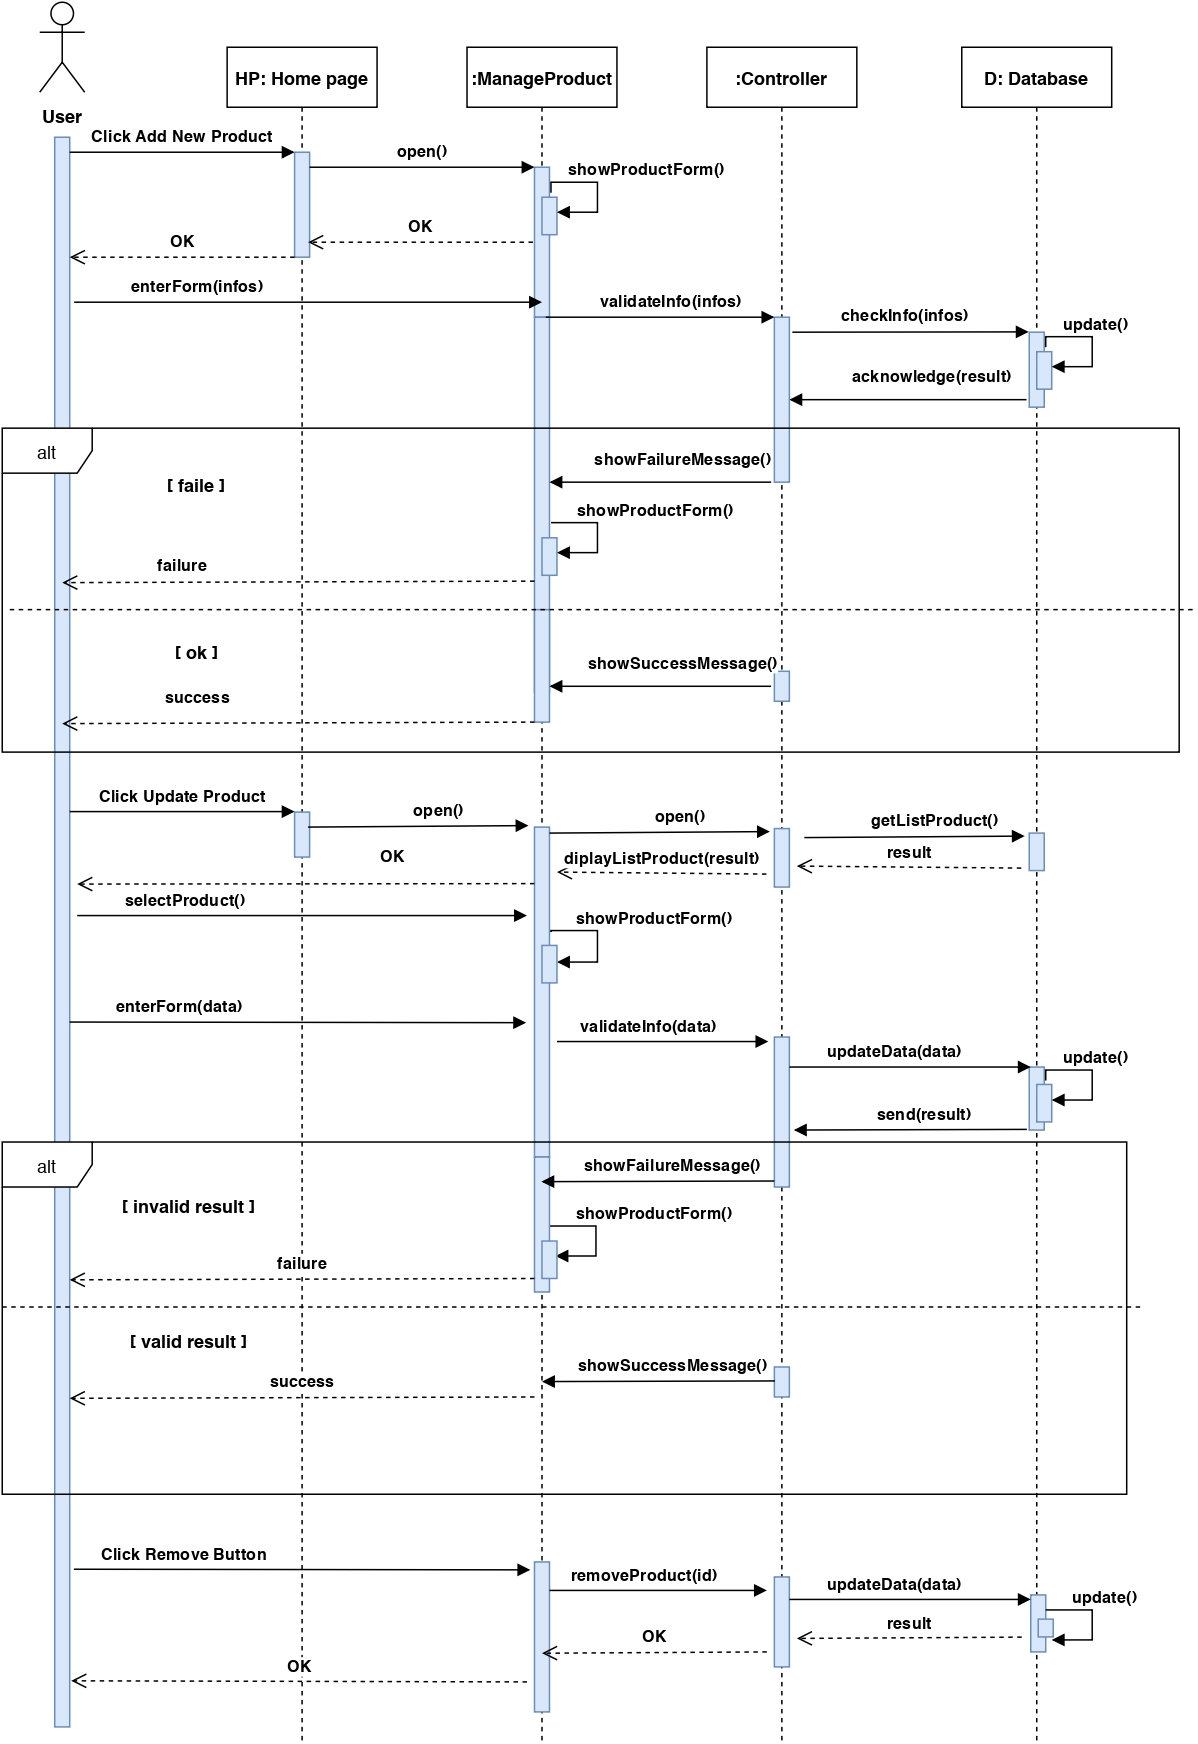 User
HP: Home page
:ManageProduct
:Controller
D: Database
Click Add New Product
open()
showProductForm()
OK
OK
enterForm(infos)
validateInfo(infos)
checkInfo(infos)
update()
acknowledge(result)
alt
[ faile ]
showFailureMessage()
showProductForm()
failure
[ ok ]
showSuccessMessage()
success
Click Update Product
open()
open()
getListProduct()
result
diplayListProduct(result)
OK
selectProduct()
showProductForm()
enterForm(data)
validateInfo(data)
updateData(data)
update()
send(result)
alt
showFailureMessage()
[ invalid result ]
showProductForm()
failure
[ valid result ]
showSuccessMessage()
success
Click Remove Button
removeProduct(id)
updateData(data)
update()
result
OK
OK